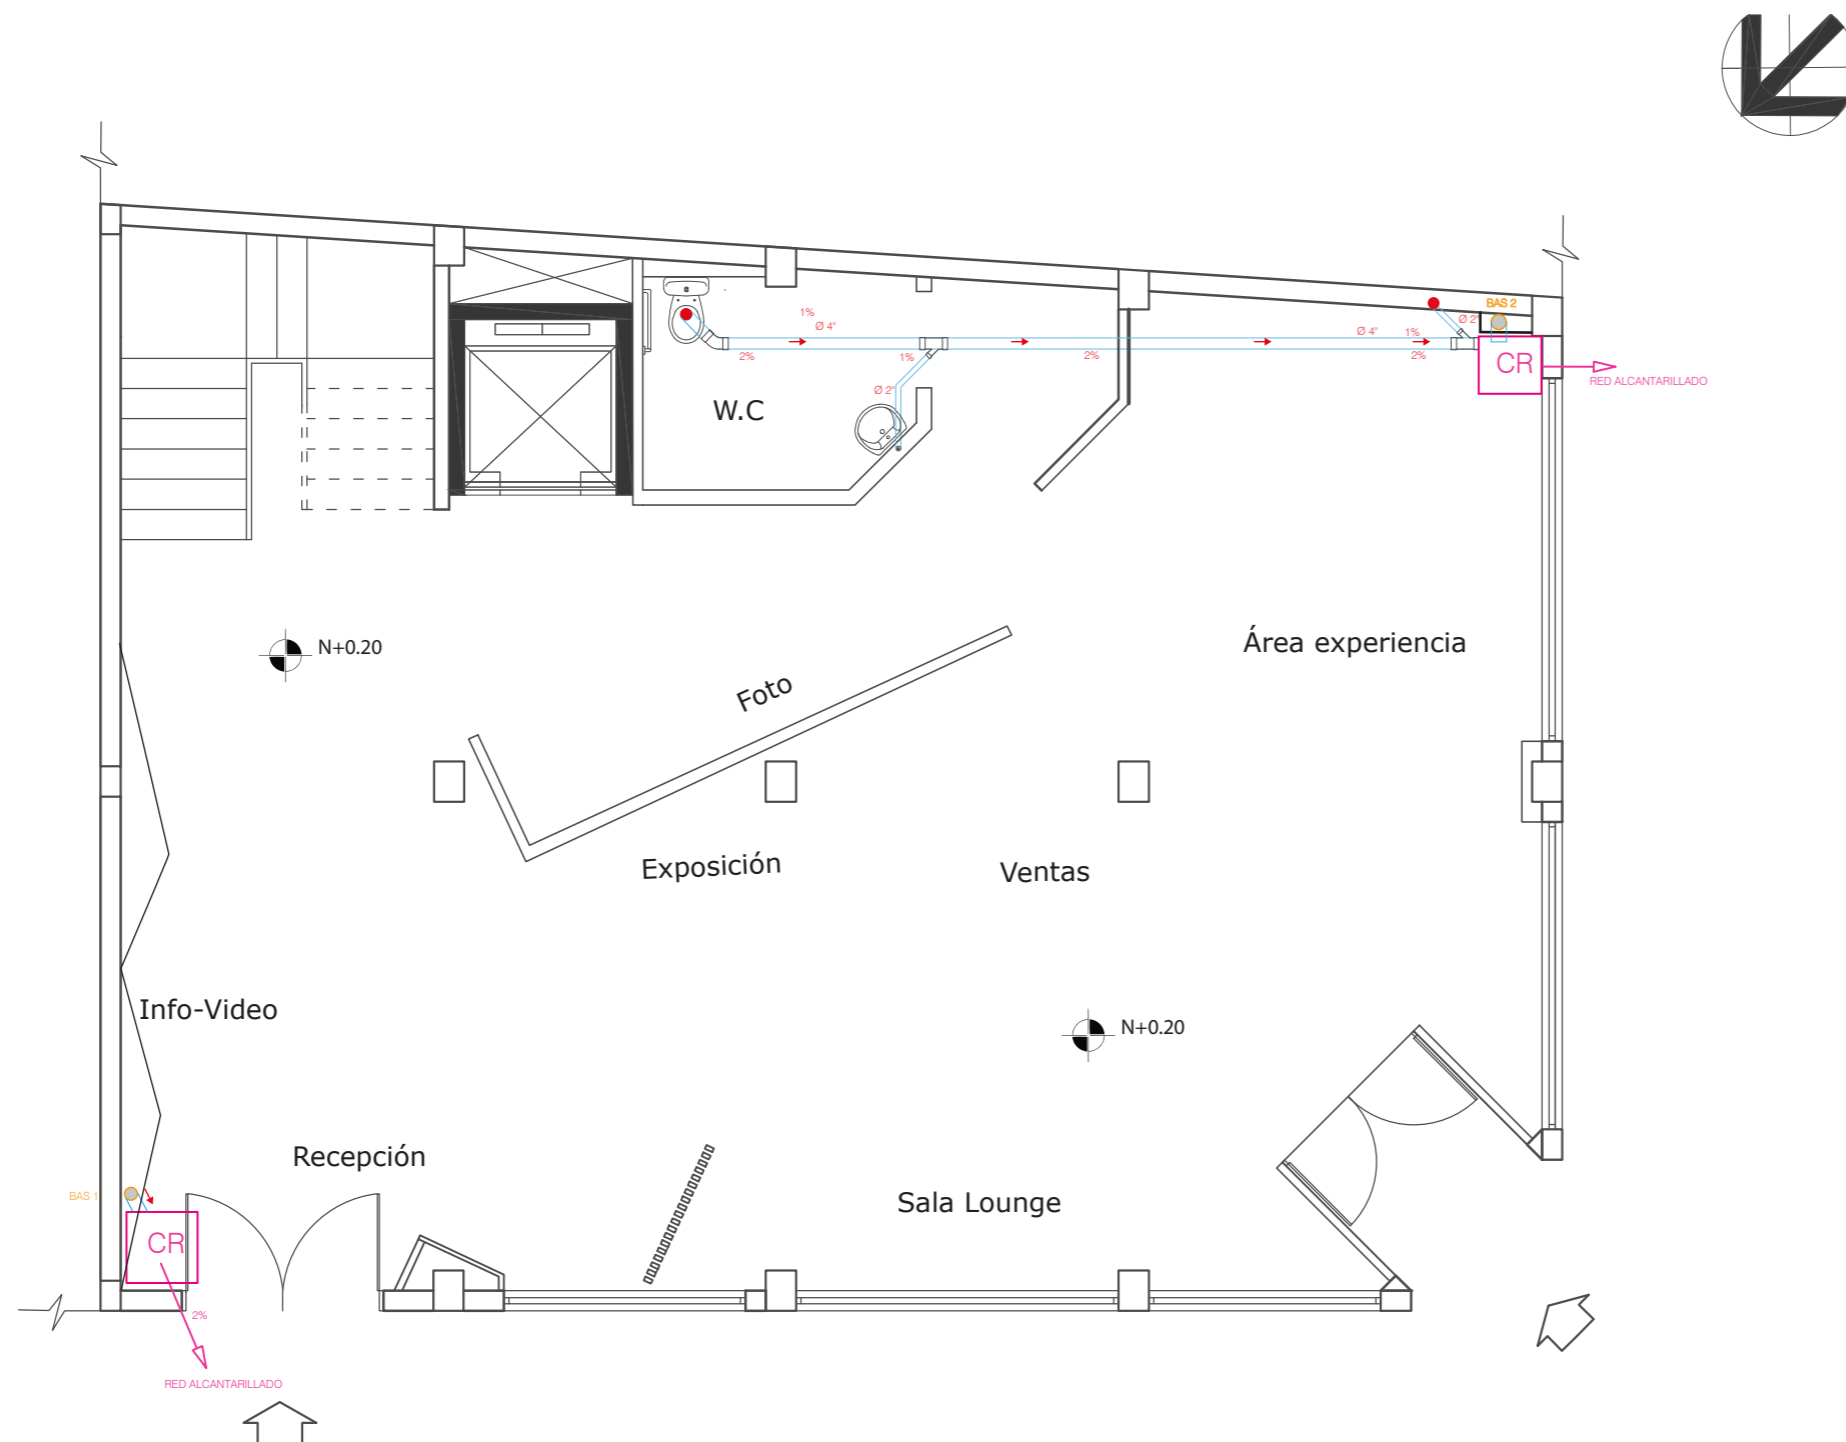 BAS 2
1%
Ø 4"
Ø 2"
Ø 4"
1%
2%
1%
2%
2%
CR
RED ALCANTARILLADO
Ø 2"
W.C
N+0.20
Área experiencia
Foto
Exposición
Ventas
Info-Video
N+0.20
Recepción
BAS 1
Sala Lounge
CR
2%
RED ALCANTARILLADO